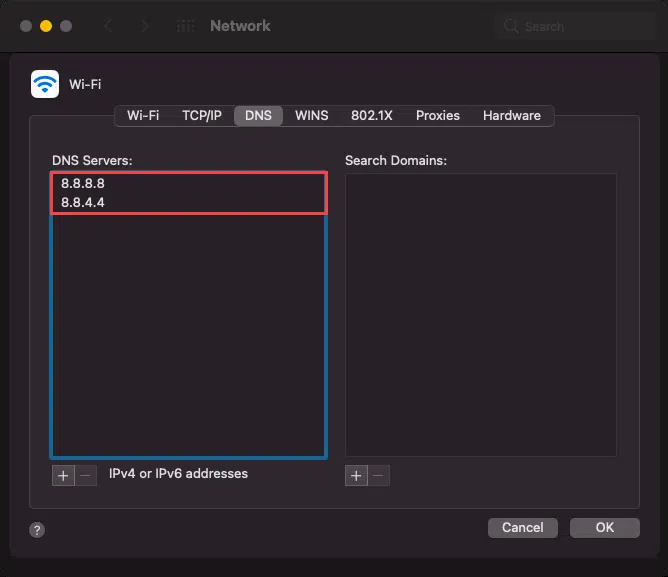 Network
Search
Wi-Fi
Wi-Fi TCP/IP DNS WINS 802.1X Proxies Hardware
DNS Servers:
Search Domains:
8.8.8.8
8.8.4.4
+ − IPv4 or IPv6 addresses
+ −
? Cancel OK